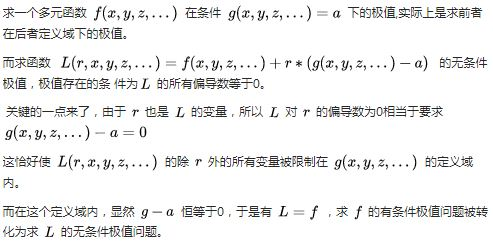 求一个多元函数 f(x,y,z,...) 在条件 g(x,y,z,...)=a 下的极值,实际上是求前者
在后者定义域下的极值。
而求函数 L(r,x,y,z,...)=f(x,y,z,...)+r*(g(x,y,z,...)-a) 的无条件
极值，极值存在的条 件为 L 的所有偏导数等于0。
关键的一点来了，由于 r 也是 L 的变量，所以 L 对 r 的偏导数为0相当于要求
g(x,y,z,...)-a=0
这恰好使 L(r,x,y,z,...) 的除 r 外的所有变量被限制在 g(x,y,z,...) 的定义域
内。
而在这个定义域内，显然 g-a 恒等于0，于是有 L=f ，求 f 的有条件极值问题被转
化为求 L 的无条件极值问题。